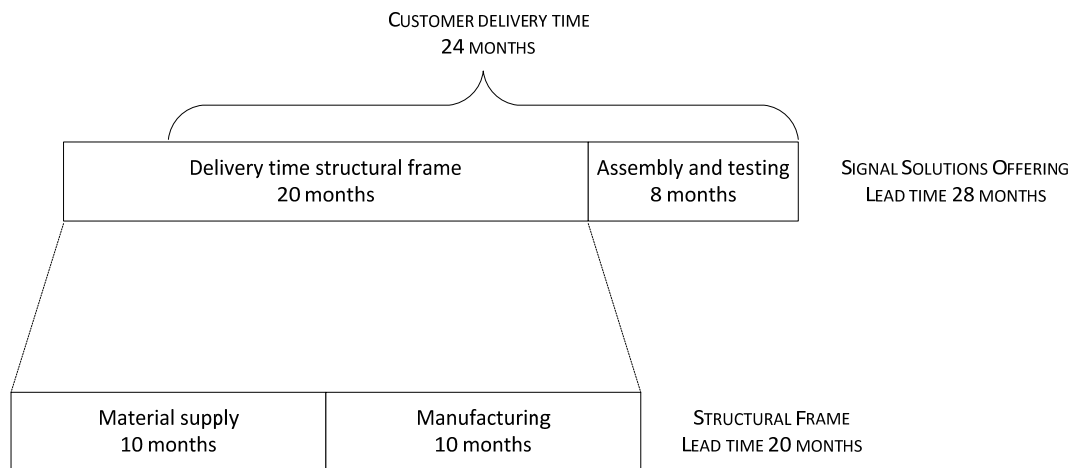 CUSTOMER DELIVERY TIME
24 MONTHS
Delivery time structural frame
20 months
Assembly and testing
8 months
SIGNAL SOLUTIONS OFFERING
LEAD TIME 28 MONTHS
Material supply
10 months
Manufacturing
10 months
STRUCTURAL FRAME
LEAD TIME 20 MONTHS